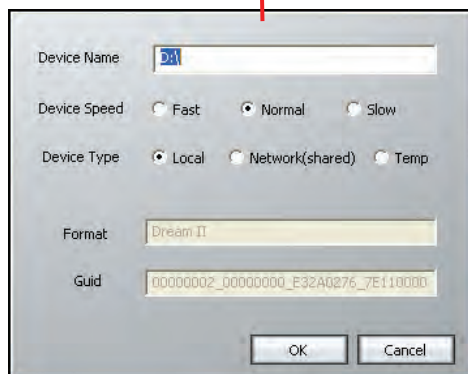 Device Name D:\
Device Speed Fast Normal Slow
Device Type Local Network(shared) Temp
Format Dream II
Guid 00000002_00000000_E32A0276_7E110000
OK Cancel